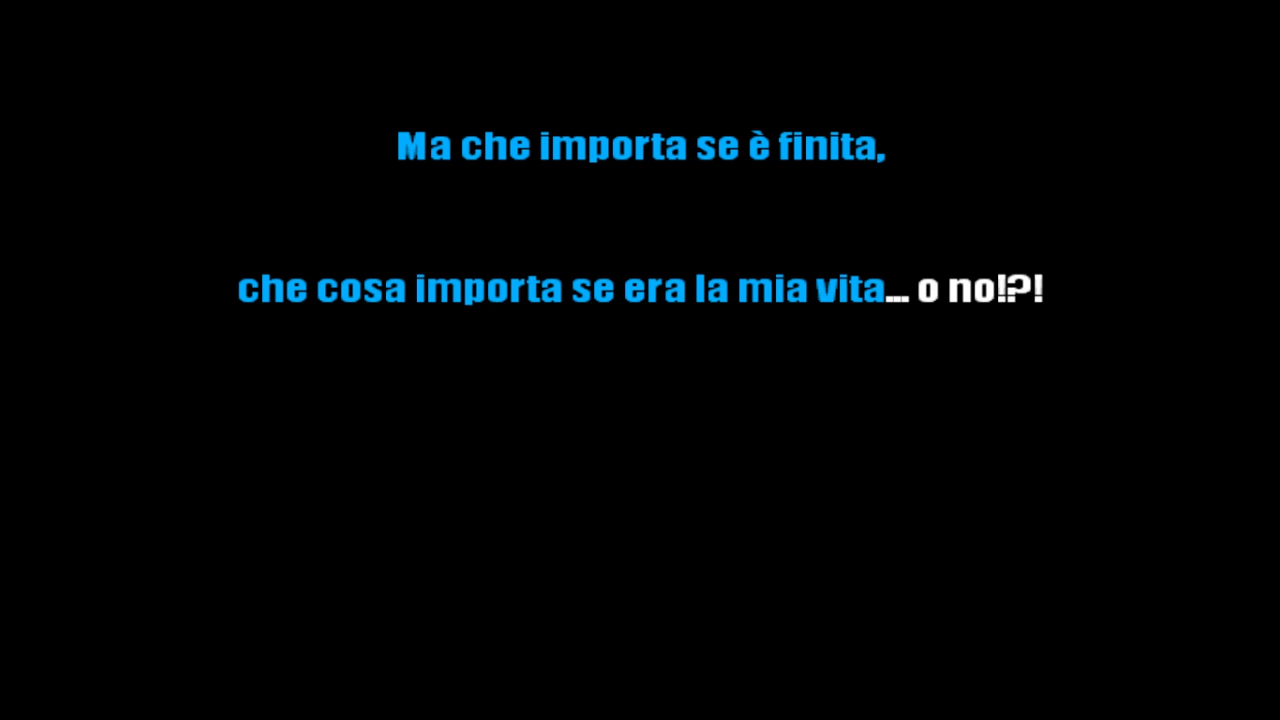 Ma che importa se è finita,
che cosa importa se era la mia vita... o no!?!